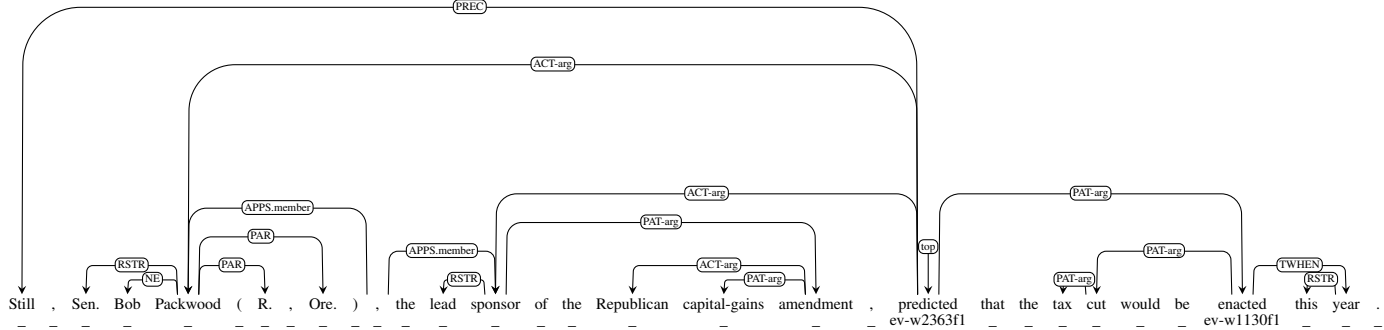 PREC
ACT-arg
ACT-arg PAT-arg
APPS.member PAT-arg
PAR top
APPS.member PAT-arg
RSTR PAR ACT-arg TWHEN
NE RSTR PAT-arg PAT-arg RSTR
Still , Sen. Bob Packwood ( R. , Ore. ) , the lead sponsor of the Republican capital-gains amendment , predicted that the tax cut would be enacted this year .
_ _ _ _ _ _ _ _ _ _ _ _ _ _ _ _ _ _ _ _ ev-w2363f1 _ _ _ _ _ _ ev-w1130f1 _ _ _